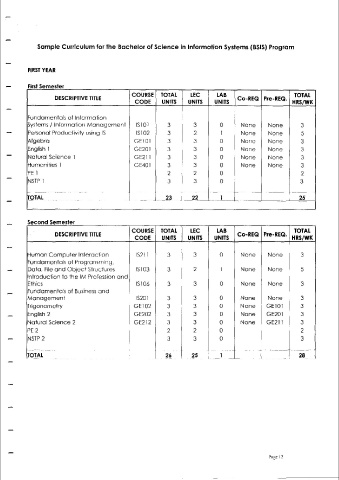 Sample Curriculum for the Bachelor of Science in Information Systems (BSIS) Program
FIRST YEAR
First Semester
DESCRIPTIVE TITLE COURSE CODE TOTAL UNITS LEC UNITS LAB UNITS Co-REQ Pre-REQ. TOTAL HRS/WK
Fundamentals of Information
Systems / Information Management IS101 3 3 0 None None 3
Personal Productivity using IS IS102 3 2 1 None None 5
Algebra GE101 3 3 0 None None 3
English 1 GE201 3 3 0 None None 3
Natural Science 1 GE211 3 3 0 None None 3
Humanities 1 GE401 3 3 0 None None 3
PE 1 2 2 0 2
NSTP 1 3 3 0 3
TOTAL 23 22 1 25
Second Semester
DESCRIPTIVE TITLE COURSE CODE TOTAL UNITS LEC UNITS LAB UNITS Co-REQ Pre-REQ. TOTAL HRS/WK
Human Computer Interaction IS211 3 3 0 None None 3
Fundamentals of Programming,
Data, File and Object Structures IS103 3 2 1 None None 5
Introduction to the IM Profession and
Ethics IS106 3 3 0 None None 3
Fundamentals of Business and
Management IS201 3 3 0 None None 3
Trigonometry GE102 3 3 0 None GE101 3
English 2 GE202 3 3 0 None GE201 3
Natural Science 2 GE212 3 3 0 None GE211 3
PE 2 2 2 0 2
NSTP 2 3 3 0 3
TOTAL 26 25 1 28